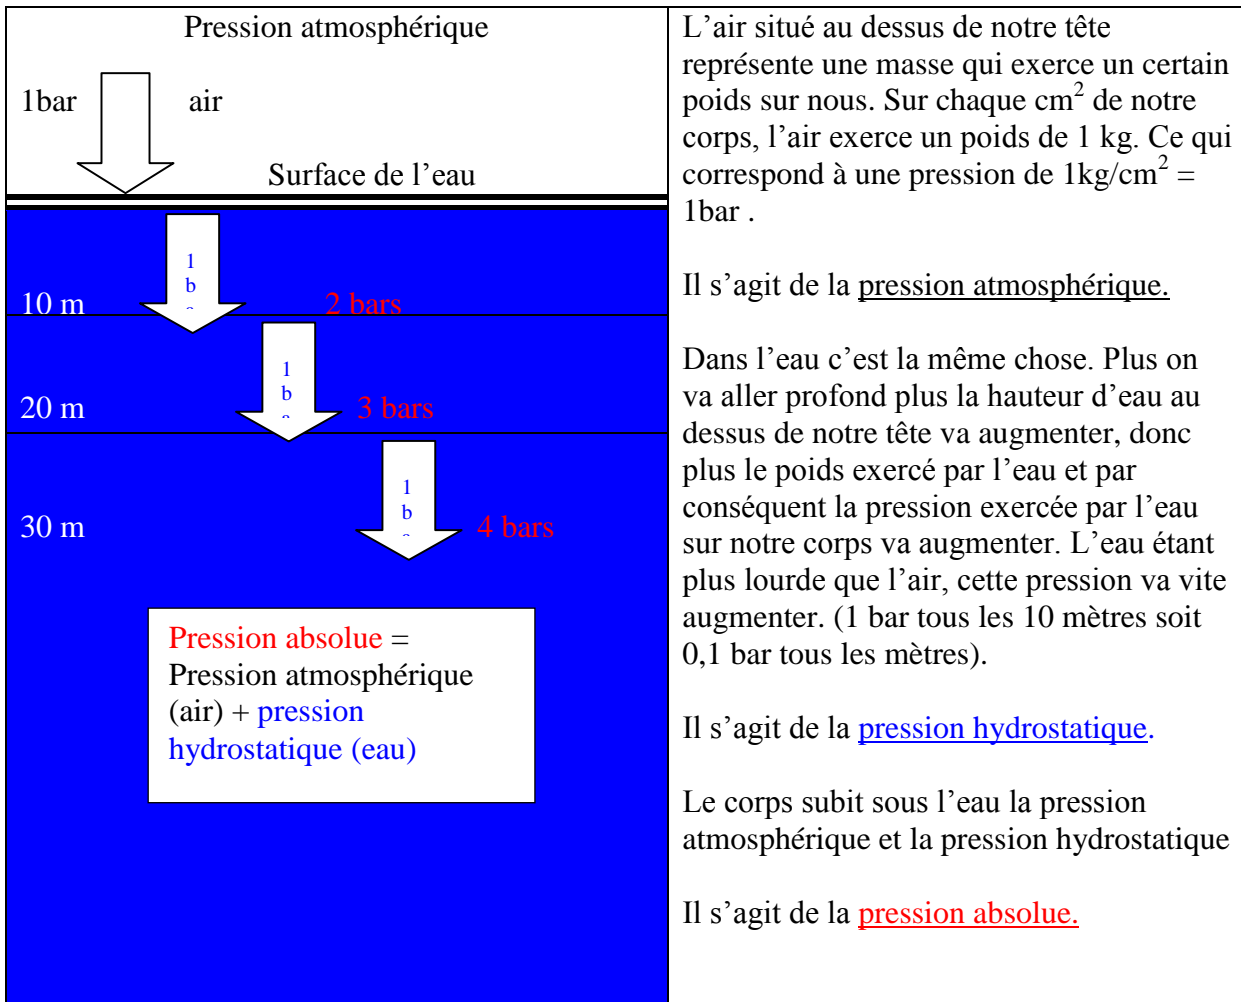 Pression atmosphérique
1bar
air
Surface de l'eau
1
b
10 m
2 bars
1
b
20 m
3 bars
1
b
30 m
4 bars
Pression absolue =
Pression atmosphérique
(air) + pression
hydrostatique (eau)
L'air situé au dessus de notre tête
représente une masse qui exerce un certain
poids sur nous. Sur chaque cm² de notre
corps, l'air exerce un poids de 1 kg. Ce qui
correspond à une pression de 1kg/cm² =
1bar .
Il s'agit de la pression atmosphérique.
Dans l'eau c'est la même chose. Plus on
va aller profond plus la hauteur d'eau au
dessus de notre tête va augmenter, donc
plus le poids exercé par l'eau et par
conséquent la pression exercée par l'eau
sur notre corps va augmenter. L'eau étant
plus lourde que l'air, cette pression va vite
augmenter. (1 bar tous les 10 mètres soit
0,1 bar tous les mètres).
Il s'agit de la pression hydrostatique.
Le corps subit sous l'eau la pression
atmosphérique et la pression hydrostatique
Il s'agit de la pression absolue.